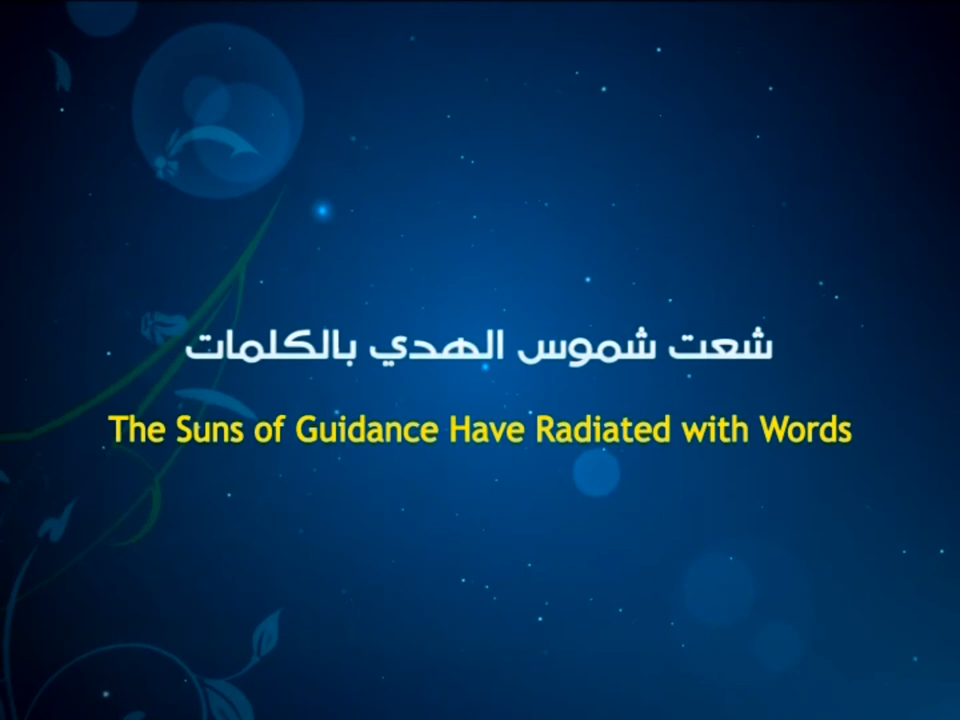 شعت شموس الهدي بالكلمات
The Suns of Guidance Have Radiated with Words